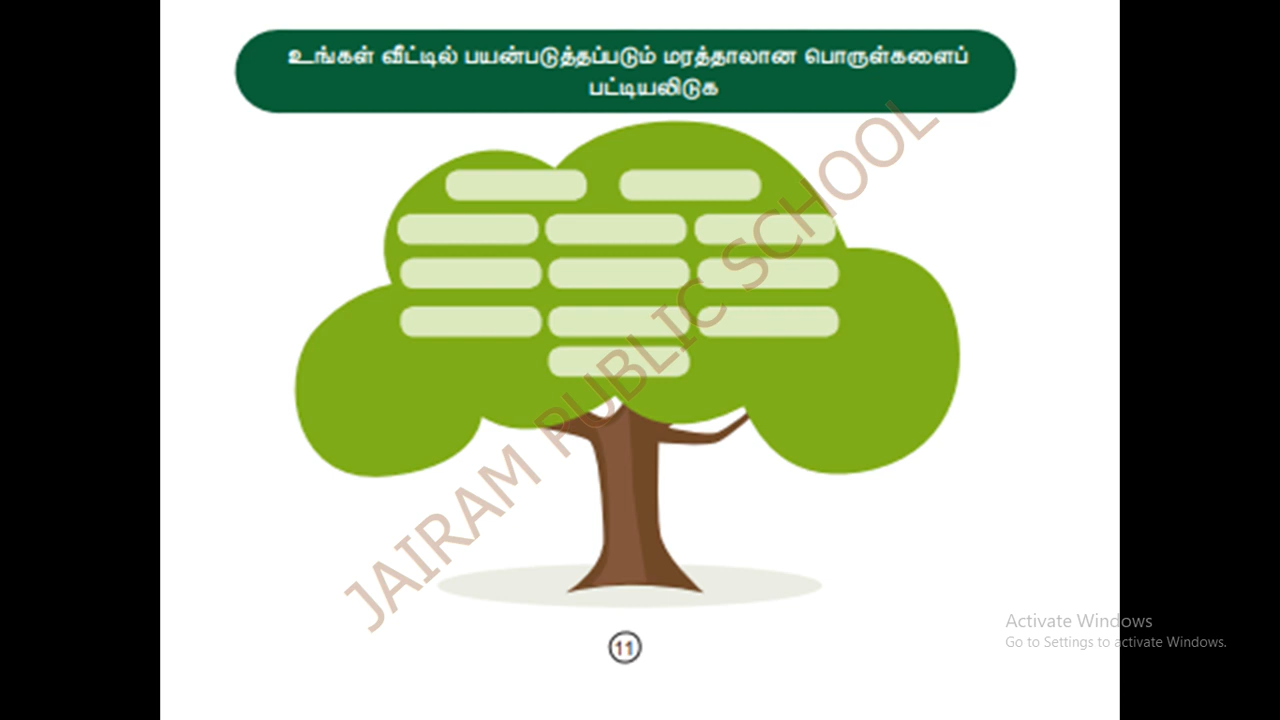 உங்கள் வீட்டில் பயன்படுத்தப்படும் மரத்தாலான பொருள்களைப்
பட்டியலிடுக
JAIRAM PUBLIC SCHOOL
Activate Windows
Go to Settings to activate Windows.
11